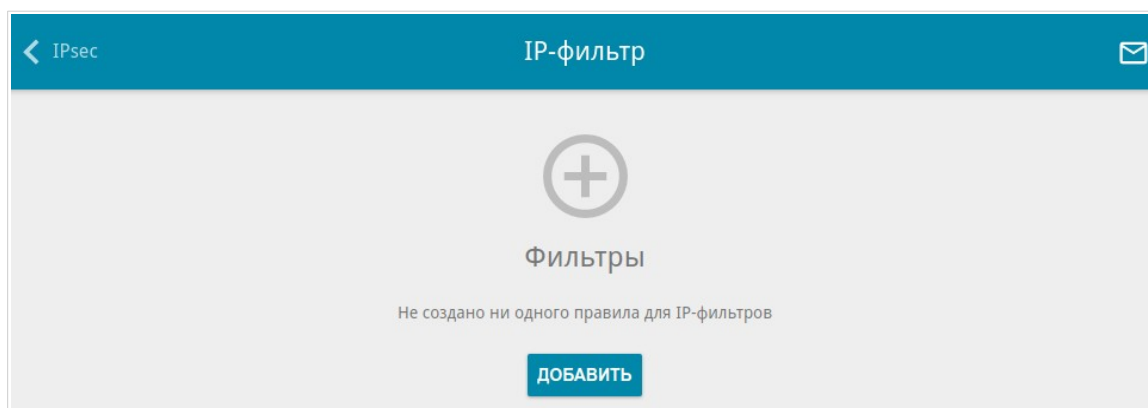 IPsec
IP-фильтр
Фильтры
Не создано ни одного правила для IP-фильтров
ДОБАВИТЬ